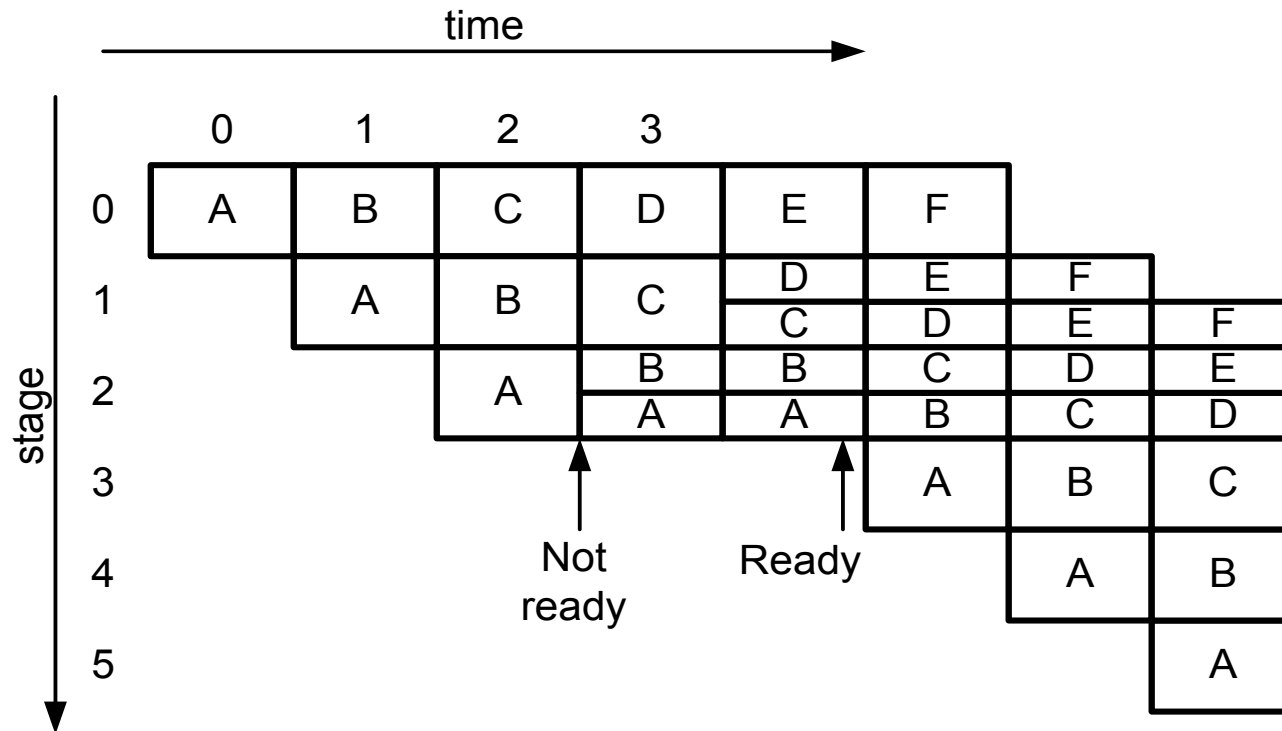 time
0 1 2 3
0 A B C D E F
D E F
1 A B C
C D E F
B B C D E
2 A
A A B C D
stage
3 A B C
Not
ready
Ready
4 A B
5 A